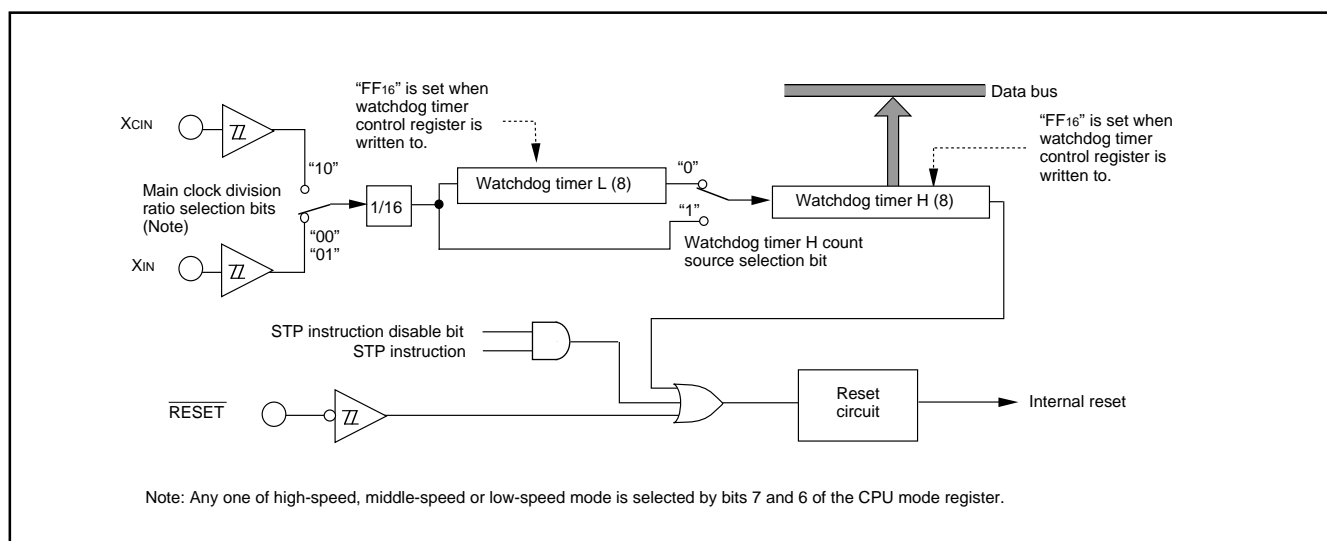 “FF16” is set when
watchdog timer
control register is
written to.
Data bus
“FF16” is set when
watchdog timer
control register is
written to.
XCIN
“10”
Main clock division
ratio selection bits
(Note)
“00”
“01”
XIN
1/16
Watchdog timer L (8)
“0”
“1”
Watchdog timer H count
source selection bit
Watchdog timer H (8)
STP instruction disable bit
STP instruction
RESET
Reset
circuit
Internal reset
Note: Any one of high-speed, middle-speed or low-speed mode is selected by bits 7 and 6 of the CPU mode register.